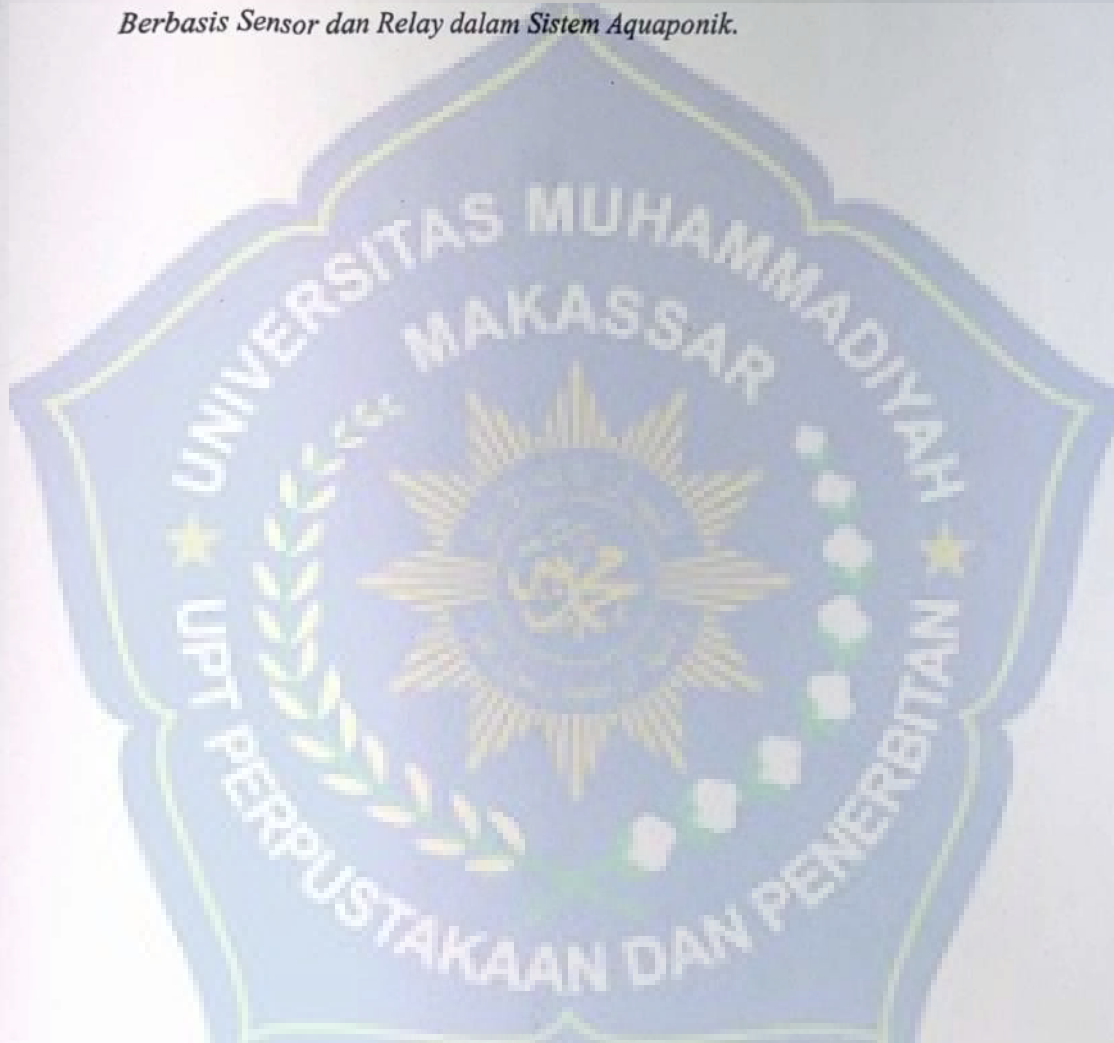 Berbasis Sensor dan Relay dalam Sistem Aquaponik.
UNIVERSITAS MUHAMMADIYAH
MAKASSAR
UPT PERPUSTAKAAN DAN PENERBITAN